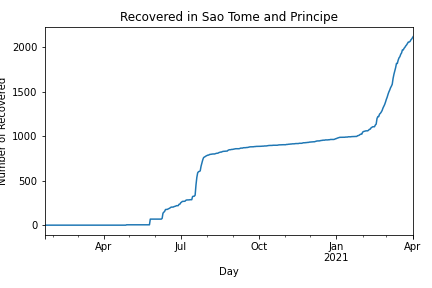 Recovered in Sao Tome and Principe
Number of Recovered
2000
1500
1000
500
0
Apr
Jul
Oct
Jan
2021
Apr
Day